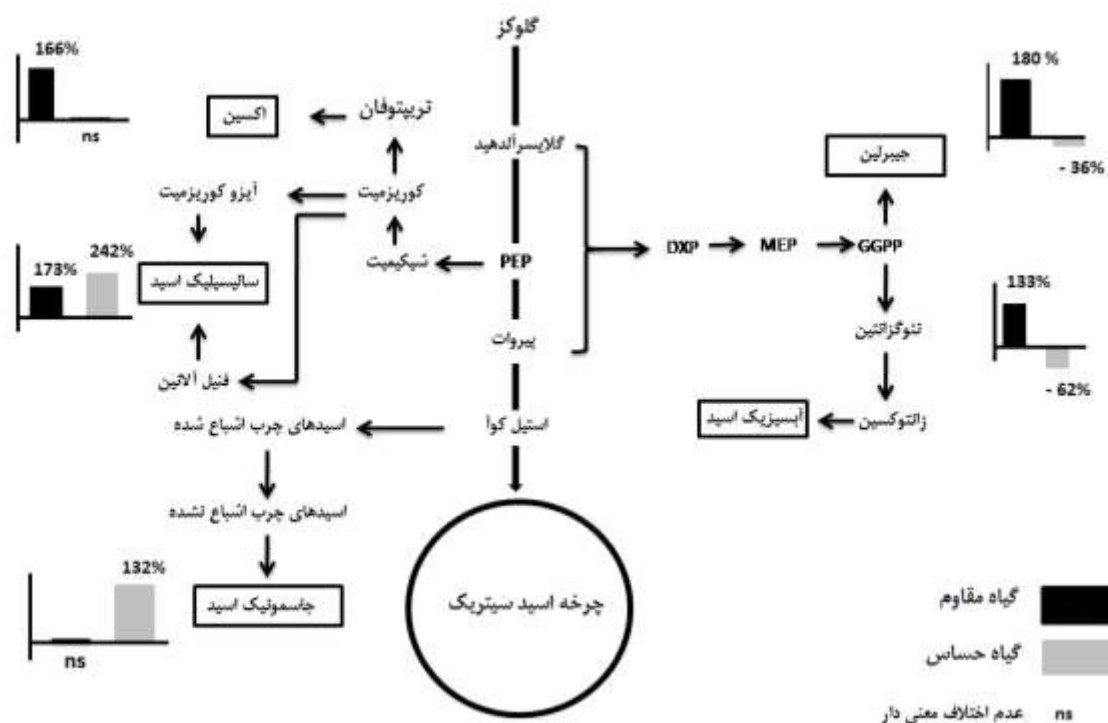 گلوکز
166%
180 %
تریپتوفان
اکسین
ns
گلایسرآلدهید
جیبرلین
- 36%
کوریزمیت
آیزو کوریزمیت
DXP
MEP
GGPP
شیکیمیت
PEP
242%
173%
سالیسیلیک اسید
133%
نئوگزانتین
پیروات
فنیل آلانین
- 62%
استیل کوآ
اسیدهای چرب اشباع شده
آبسیزیک اسید
زانتوکسین
اسیدهای چرب اشباع نشده
132%
جاسمونیک اسید
چرخه اسید سیتریک
ns
گیاه مقاوم
گیاه حساس
ns عدم اختلاف معنی دار